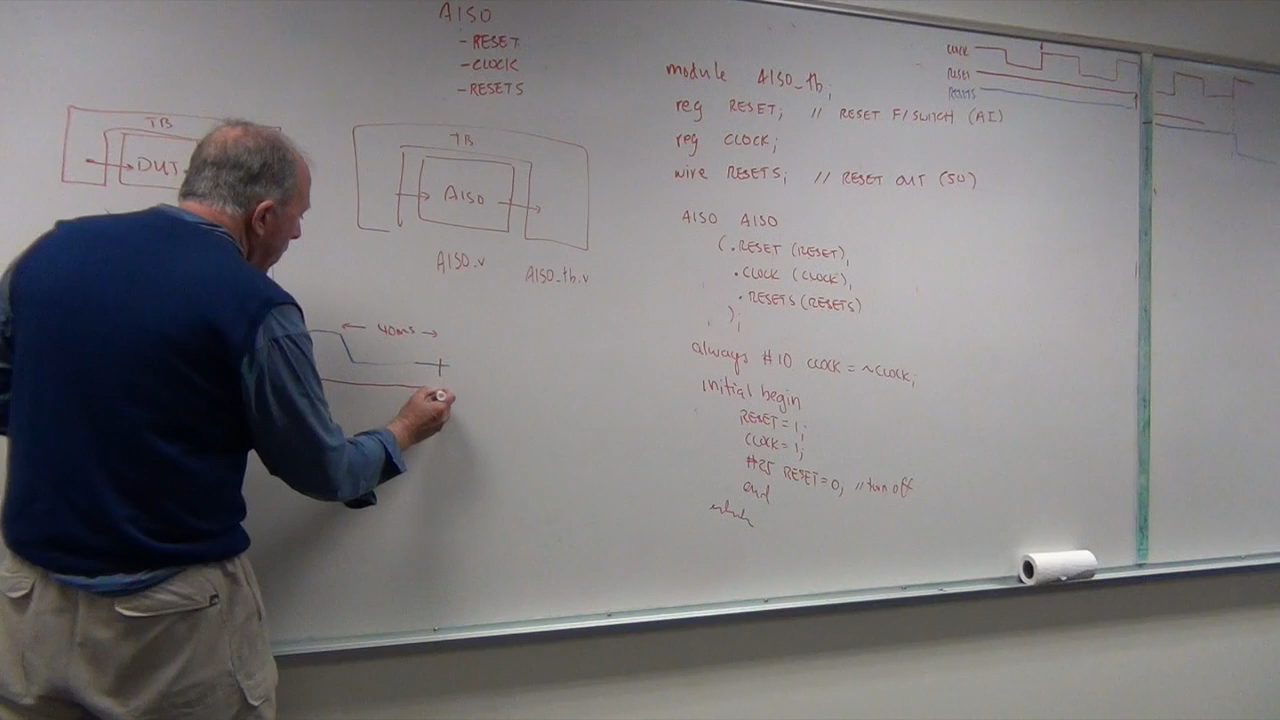 AISO
-RESET
-CLOCK
-RESETS
TB
DUT
TB
AISO
AISO.v
AISO_tb.v
40ms
module AISO_tb;
reg RESET; // RESET F/SWITCH (AI)
reg CLOCK;
wire RESETS; // RESET OUT (SO)
AISO AISO
(.RESET (RESET),
.CLOCK (CLOCK),
.RESETS (RESETS)
);
always #10 CLOCK = ~CLOCK;
initial begin
RESET = 1;
CLOCK = 1;
#25 RESET = 0; // turn off
end
CLOCK
RESET
RESETS